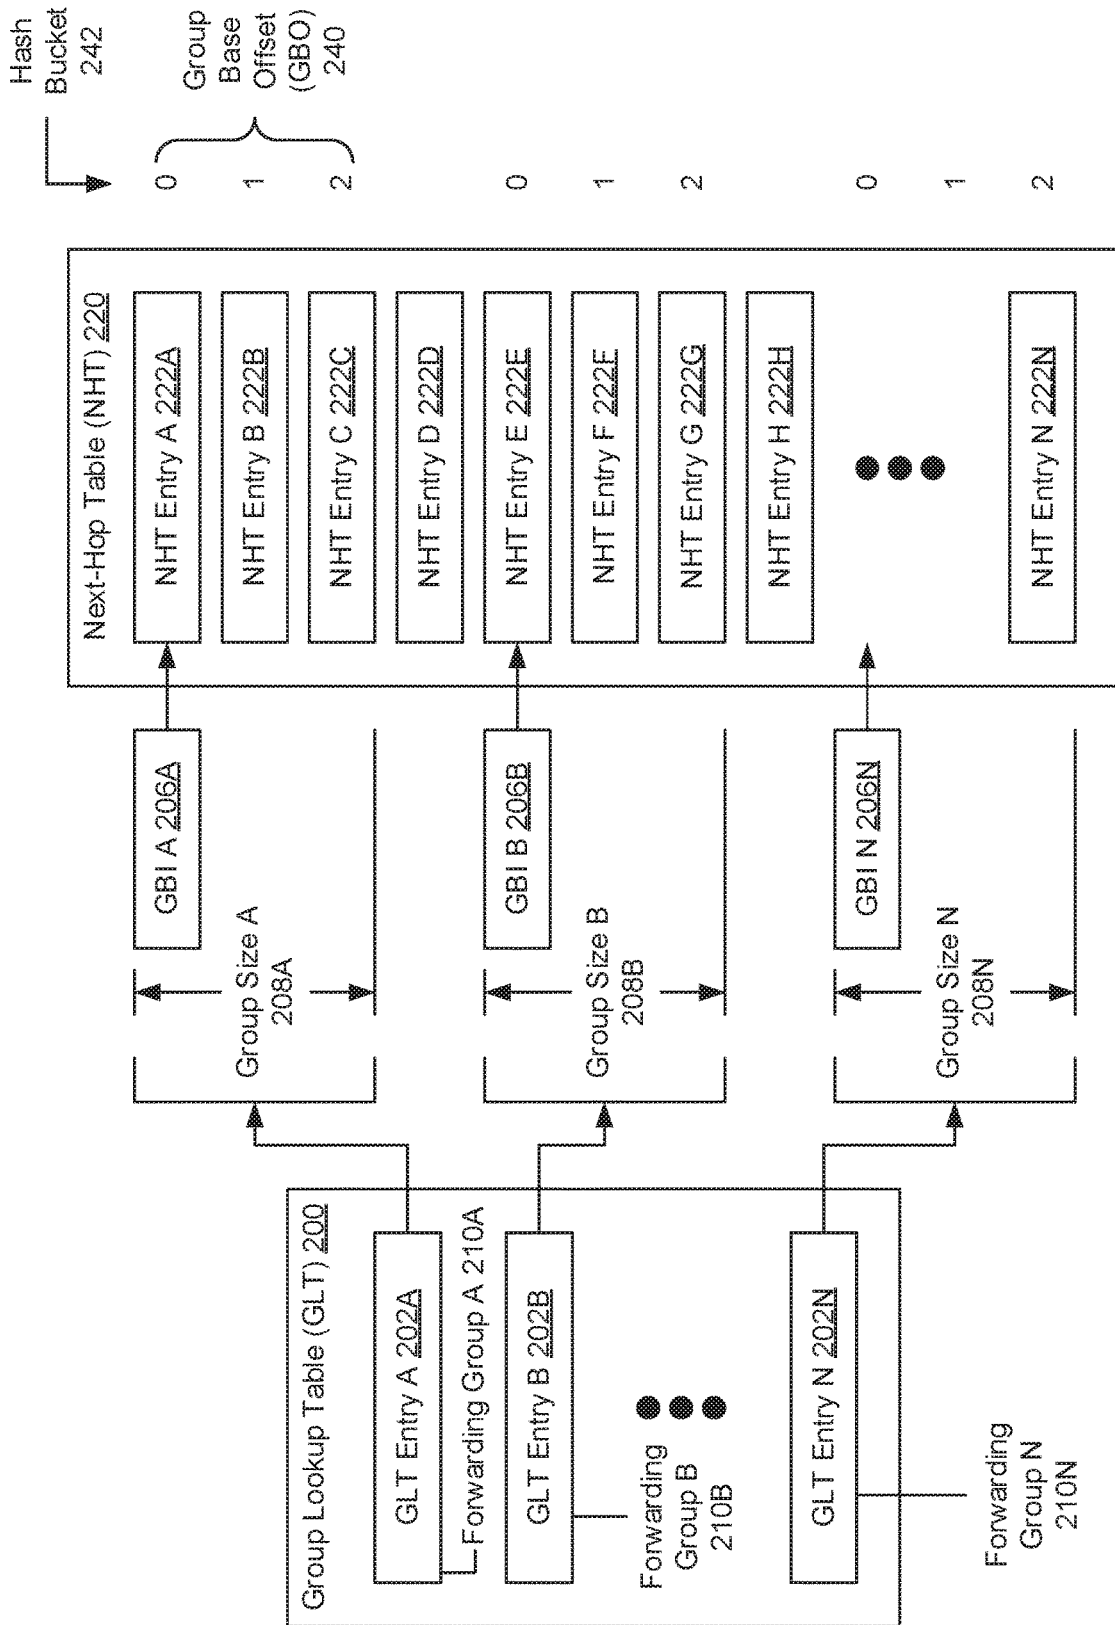 Group Lookup Table (GLT) 200
GLT Entry A 202A
Forwarding Group A 210A
GLT Entry B 202B
Forwarding
Group B
210B
GLT Entry N 202N
Forwarding
Group N
210N
Group Size A
208A
GBI A 206A
Group Size B
208B
GBI B 206B
Group Size N
208N
GBI N 206N
Next-Hop Table (NHT) 220
NHT Entry A 222A
NHT Entry B 222B
NHT Entry C 222C
NHT Entry D 222D
NHT Entry E 222E
NHT Entry F 222F
NHT Entry G 222G
NHT Entry H 222H
NHT Entry N 222N
Hash
Bucket
242
0
1
2
Group
Base
Offset
(GBO)
240
0
1
2
0
1
2